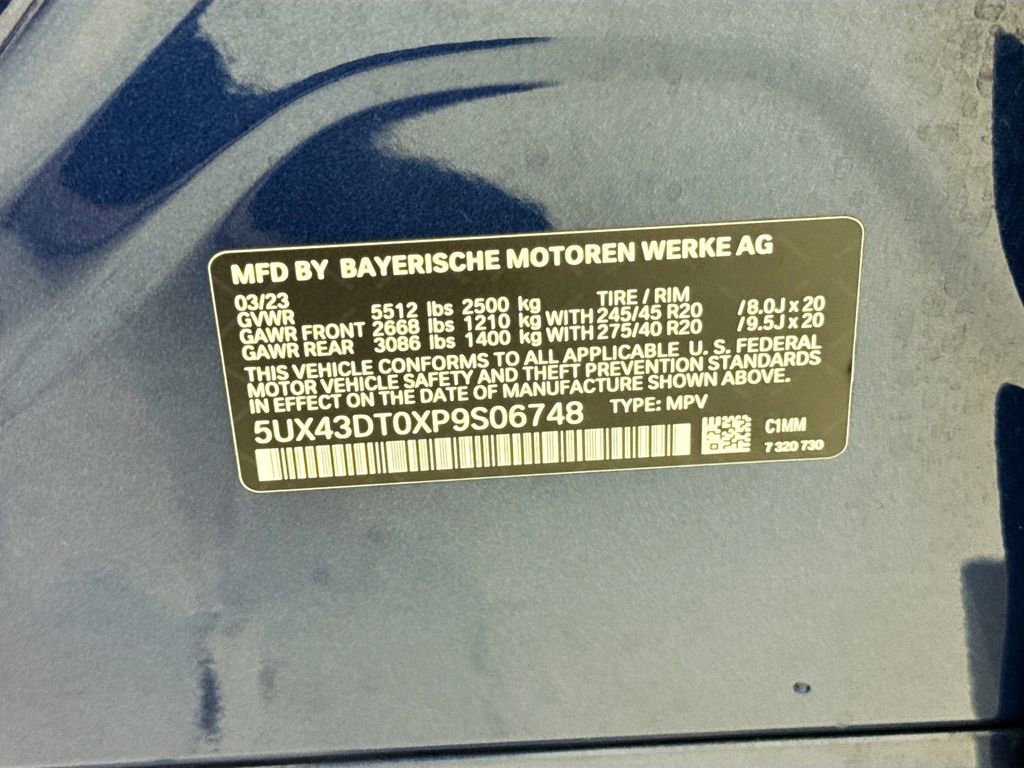 MFD BY BAYERISCHE MOTOREN WERKE AG
03/23 TIRE / RIM
GVWR 5512 lbs 2500 kg
GAWR FRONT 2668 lbs 1210 kg WITH 245/45 R20 /8.0J x 20
GAWR REAR 3086 lbs 1400 kg WITH 275/40 R20 /9.5J x 20
THIS VEHICLE CONFORMS TO ALL APPLICABLE U. S. FEDERAL
MOTOR VEHICLE SAFETY AND THEFT PREVENTION STANDARDS
IN EFFECT ON THE DATE OF MANUFACTURE SHOWN ABOVE.
5UX43DT0XP9S06748 TYPE: MPV
C1MM
7 320 730